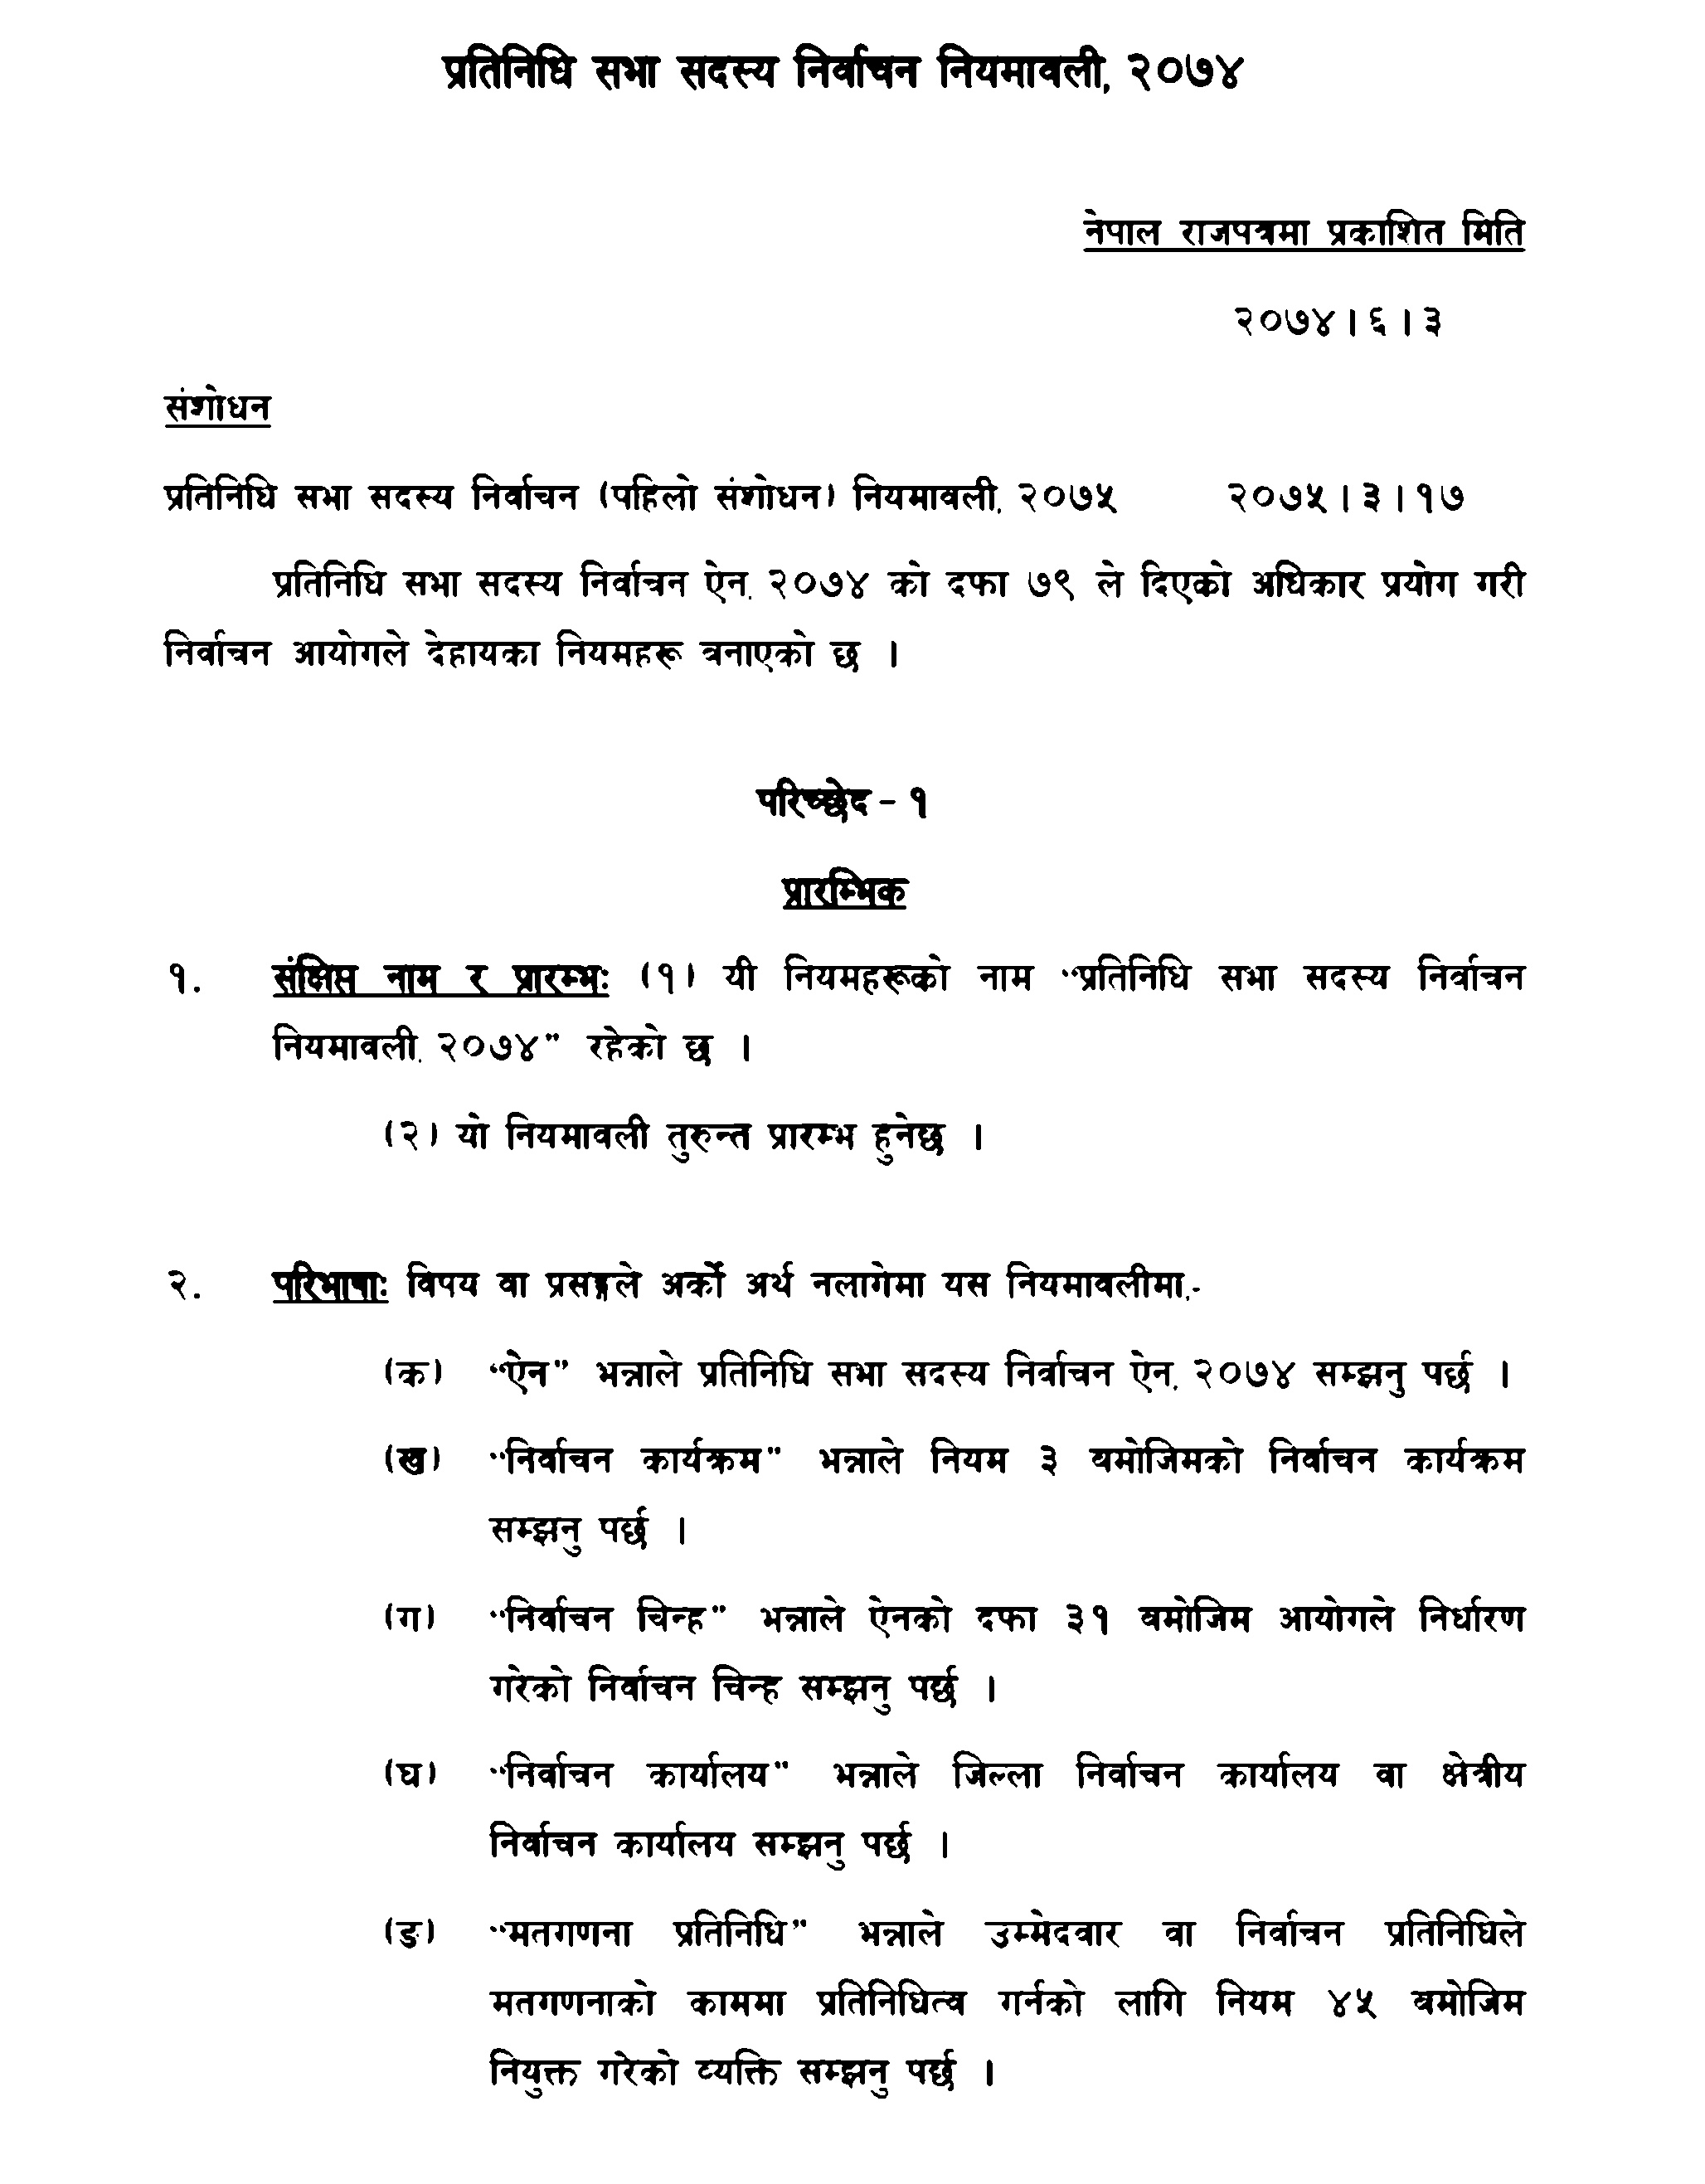 प्रतिनिधि सभा सदस्य निर्वाचन नियमावली, २०७४
नेपाल राजपत्रमा प्रकाशित मिति
२०७४।६।३
संशोधन
प्रतिनिधि सभा सदस्य निर्वाचन (पहिलो संशोधन) नियमावली, २०७५ २०७५।३।१७
प्रतिनिधि सभा सदस्य निर्वाचन ऐन, २०७४ को दफा ७९ ले दिएको अधिकार प्रयोग गरी
निर्वाचन आयोगले देहायका नियमहरू बनाएको छ ।
परिच्छेद - १
प्रारम्भिक
१. संक्षिप्त नाम र प्रारम्भः (१) यी नियमहरूको नाम “प्रतिनिधि सभा सदस्य निर्वाचन
नियमावली, २०७४” रहेको छ ।
(२) यो नियमावली तुरुन्त प्रारम्भ हुनेछ ।
२. परिभाषाः विषय वा प्रसङ्गले अर्को अर्थ नलागेमा यस नियमावलीमा,-
(क) “ऐन” भन्नाले प्रतिनिधि सभा सदस्य निर्वाचन ऐन, २०७४ सम्झनु पर्छ ।
(ख) “निर्वाचन कार्यक्रम” भन्नाले नियम ३ बमोजिमको निर्वाचन कार्यक्रम
सम्झनु पर्छ ।
(ग) “निर्वाचन चिन्ह” भन्नाले ऐनको दफा ३१ बमोजिम आयोगले निर्धारण
गरेको निर्वाचन चिन्ह सम्झनु पर्छ ।
(घ) “निर्वाचन कार्यालय” भन्नाले जिल्ला निर्वाचन कार्यालय वा क्षेत्रीय
निर्वाचन कार्यालय सम्झनु पर्छ ।
(ङ) “मतगणना प्रतिनिधि” भन्नाले उम्मेदवार वा निर्वाचन प्रतिनिधिले
मतगणनाको काममा प्रतिनिधित्व गर्नको लागि नियम ४५ बमोजिम
नियुक्त गरेको व्यक्ति सम्झनु पर्छ ।